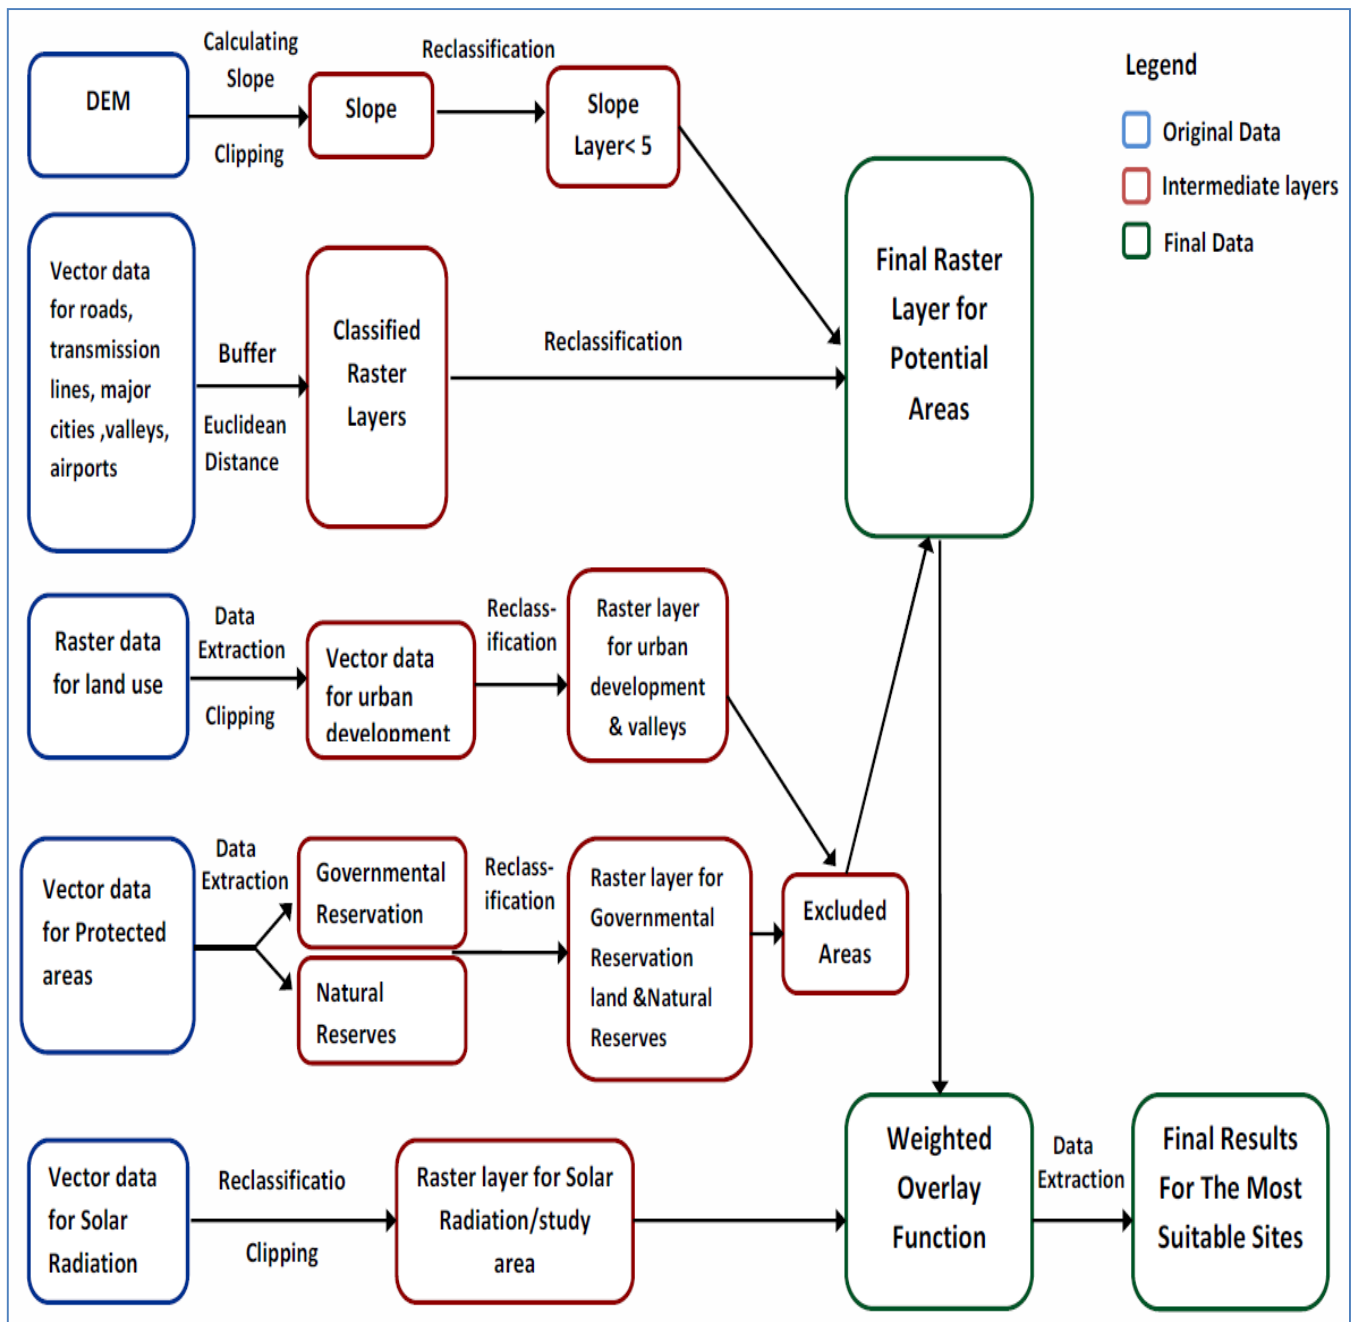 Calculating
Slope
Clipping
Reclassification
DEM
Slope
Slope
Layer< 5
Legend
Original Data
Intermediate layers
Final Data
Vector data
for roads,
transmission
lines, major
cities ,valleys,
airports
Buffer
Euclidean
Distance
Classified
Raster
Layers
Reclassification
Final Raster
Layer for
Potential
Areas
Raster data
for land use
Data
Extraction
Clipping
Vector data
for urban
development
Reclass-
ification
Raster layer
for urban
development
& valleys
Vector data
for Protected
areas
Data
Extraction
Governmental
Reservation
Natural
Reserves
Reclass-
ification
Raster layer for
Governmental
Reservation
land &Natural
Reserves
Excluded
Areas
Vector data
for Solar
Radiation
Reclassificatio
Clipping
Raster layer for Solar
Radiation/study
area
Weighted
Overlay
Function
Data
Extraction
Final Results
For The Most
Suitable Sites